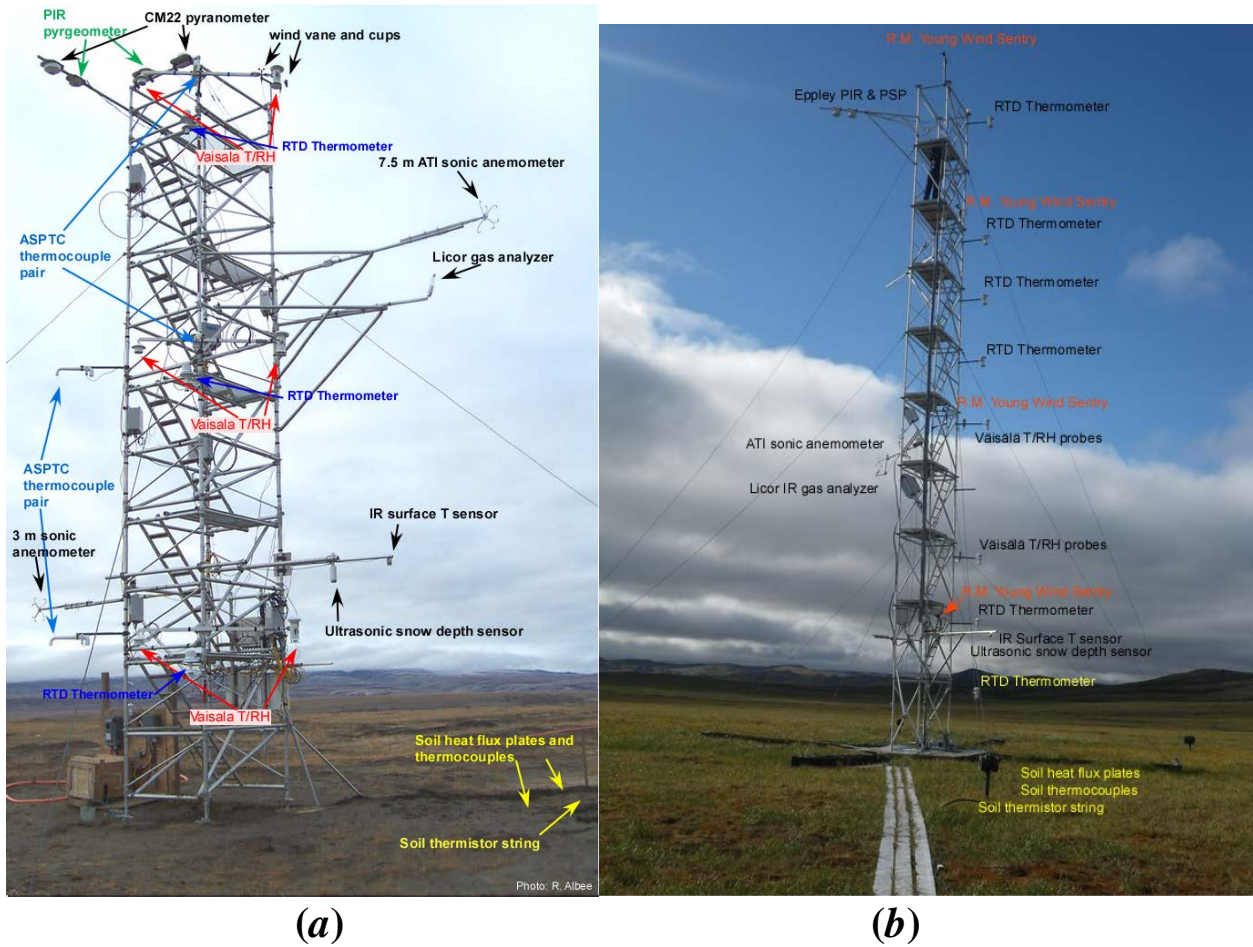 PIR
pyrgeometer
CM22 pyranometer
wind vane and cups
RTD Thermometer
Vaisala T/RH
7.5 m ATI sonic anemometer
Licor gas analyzer
ASPTC
thermocouple
pair
RTD Thermometer
Vaisala T/RH
ASPTC
thermocouple
pair
3 m sonic
anemometer
IR surface T sensor
Ultrasonic snow depth sensor
RTD Thermometer
Vaisala T/RH
Soil heat flux plates and
thermocouples
Soil thermistor string
Photo: R. Albee
(a)
R.M. Young Wind Sentry
Eppley PIR & PSP
RTD Thermometer
R.M. Young Wind Sentry
RTD Thermometer
RTD Thermometer
RTD Thermometer
R.M. Young Wind Sentry
ATI sonic anemometer
Väisälä T/RH probes
Licor IR gas analyzer
Väisälä T/RH probes
R.M. Young Wind Sentry
RTD Thermometer
IR Surface T sensor
Ultrasonic snow depth sensor
RTD Thermometer
Soil heat flux plates
Soil thermocouples
Soil thermistor string
(b)